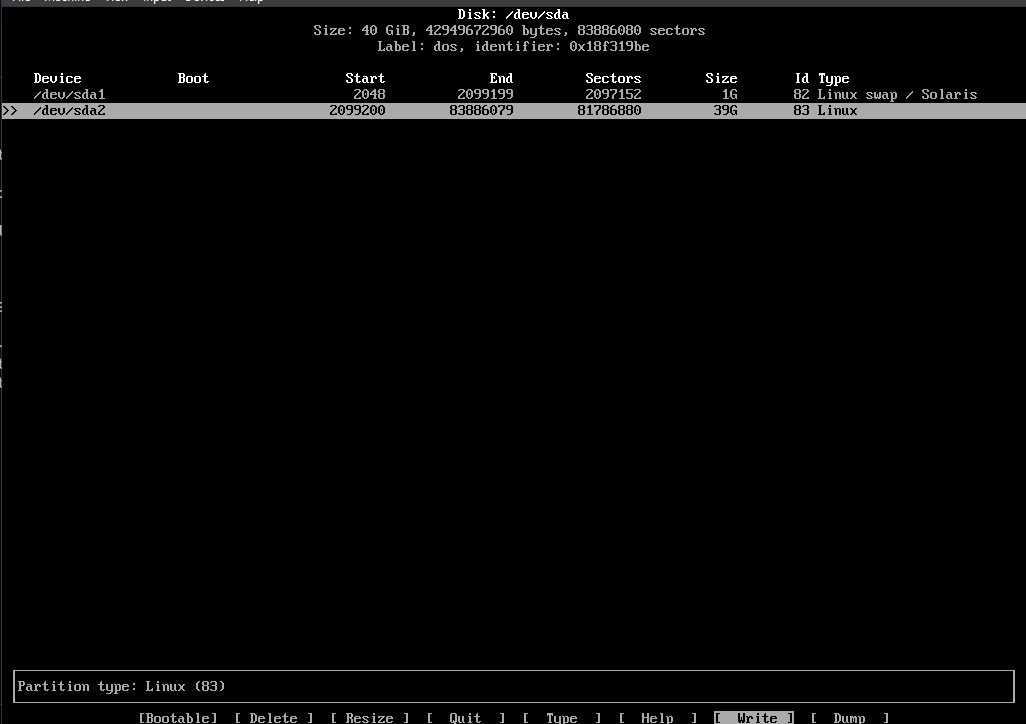 Disk: /dev/sda
Size: 40 GiB, 42949672960 bytes, 83886080 sectors
Label: dos, identifier: 0x18f319be
Device Boot Start End Sectors Size Id Type
/dev/sda1 2048 2099199 2097152 1G 82 Linux swap / Solaris
>> /dev/sda2 2099200 83886079 81786880 39G 83 Linux
Partition type: Linux (83)
[Bootable] [ Delete ] [ Resize ] [ Quit ] [ Type ] [ Help ] [ Write ] [ Dump ]